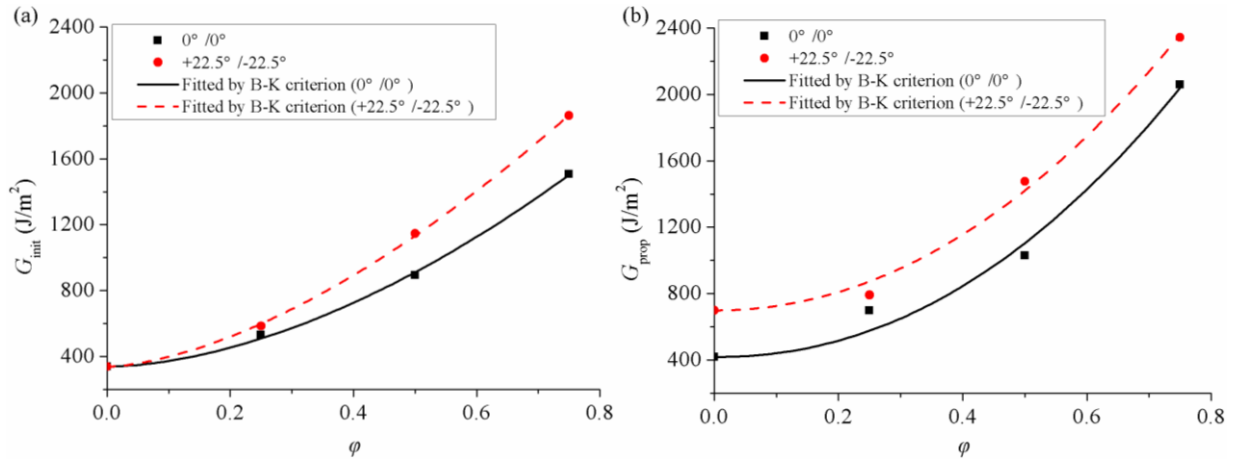 (a)
2400
2000
1600
1200
800
400
G_init (J/m²)
0° /0°
+22.5° /-22.5°
Fitted by B-K criterion (0° /0° )
Fitted by B-K criterion (+22.5° /-22.5° )
0.0 0.2 0.4 0.6 0.8
φ
(b)
2400
2000
1600
1200
800
400
G_prop (J/m²)
0° /0°
+22.5° /-22.5°
Fitted by B-K criterion (0° /0° )
Fitted by B-K criterion (+22.5° /-22.5° )
0.0 0.2 0.4 0.6 0.8
φ